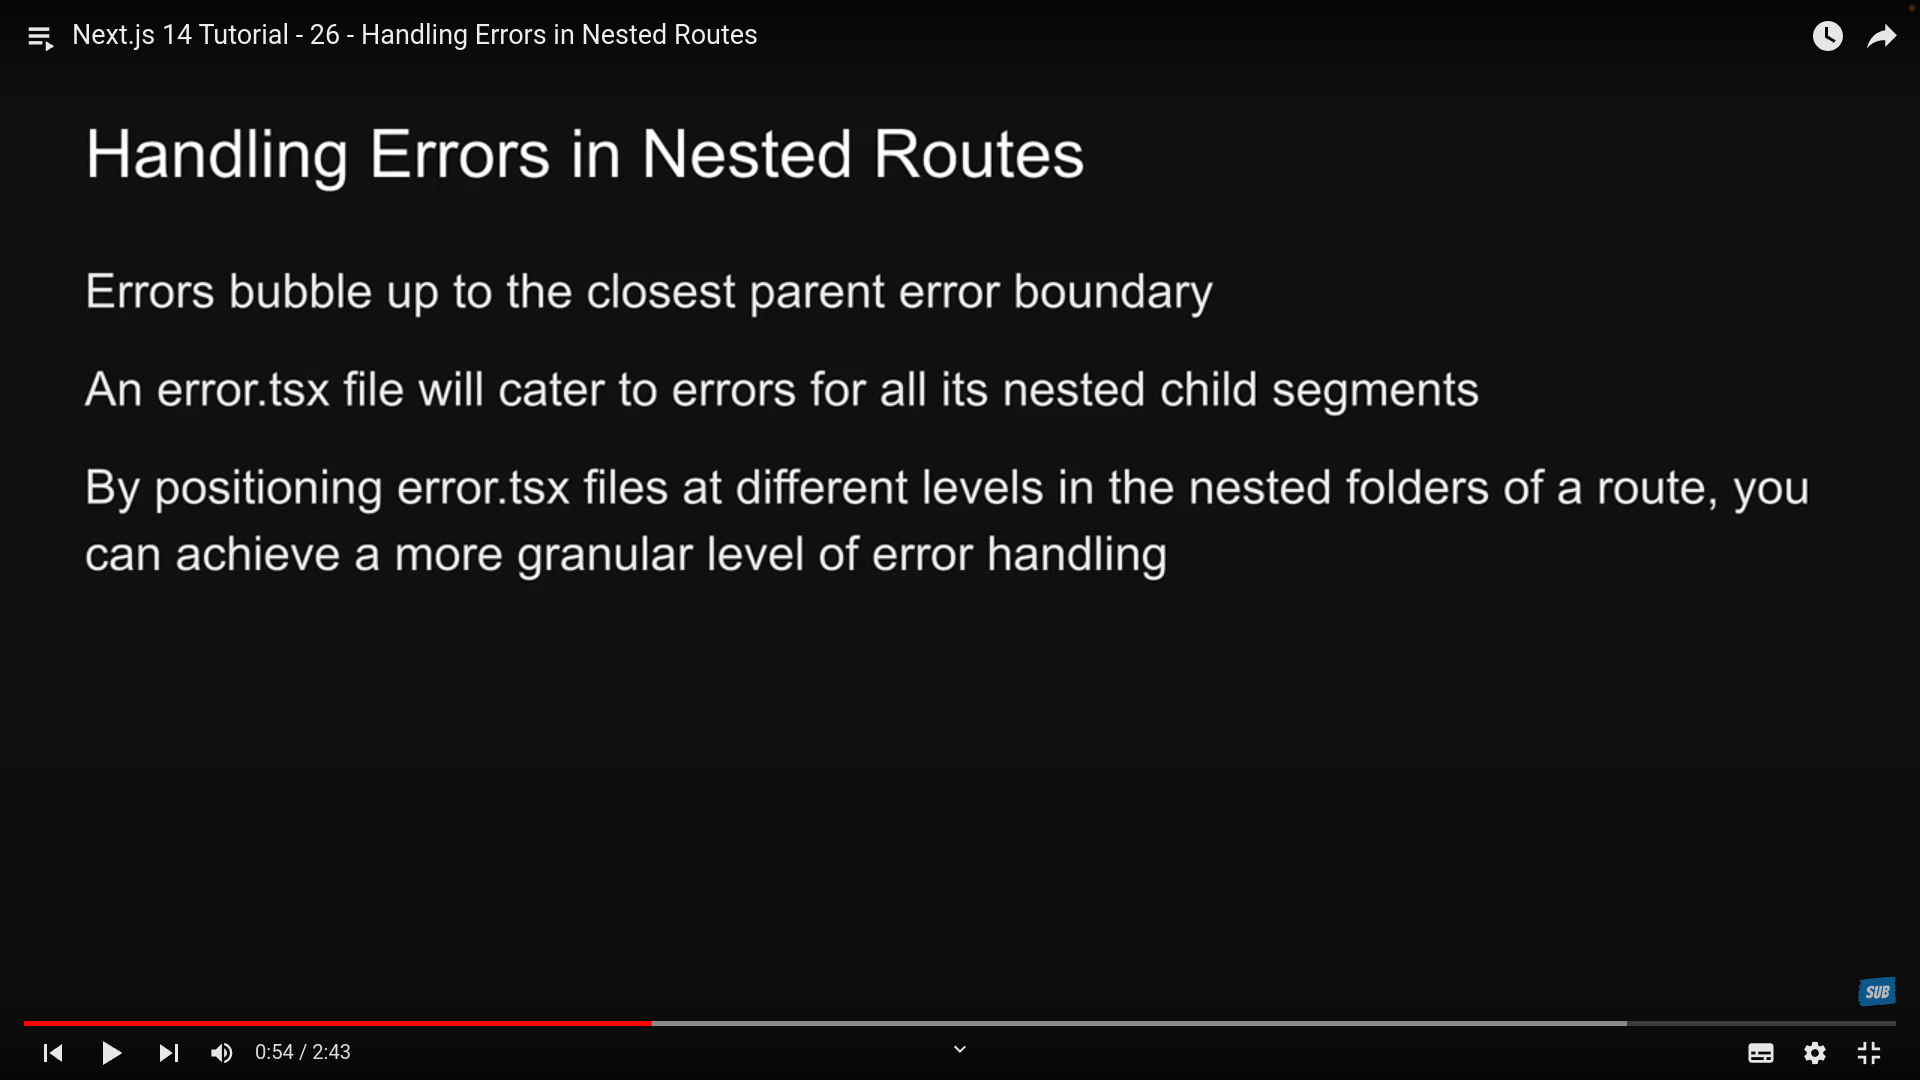 Next.js 14 Tutorial - 26 - Handling Errors in Nested Routes
Handling Errors in Nested Routes
Errors bubble up to the closest parent error boundary
An error.tsx file will cater to errors for all its nested child segments
By positioning error.tsx files at different levels in the nested folders of a route, you
can achieve a more granular level of error handling
SUB
0:54 / 2:43